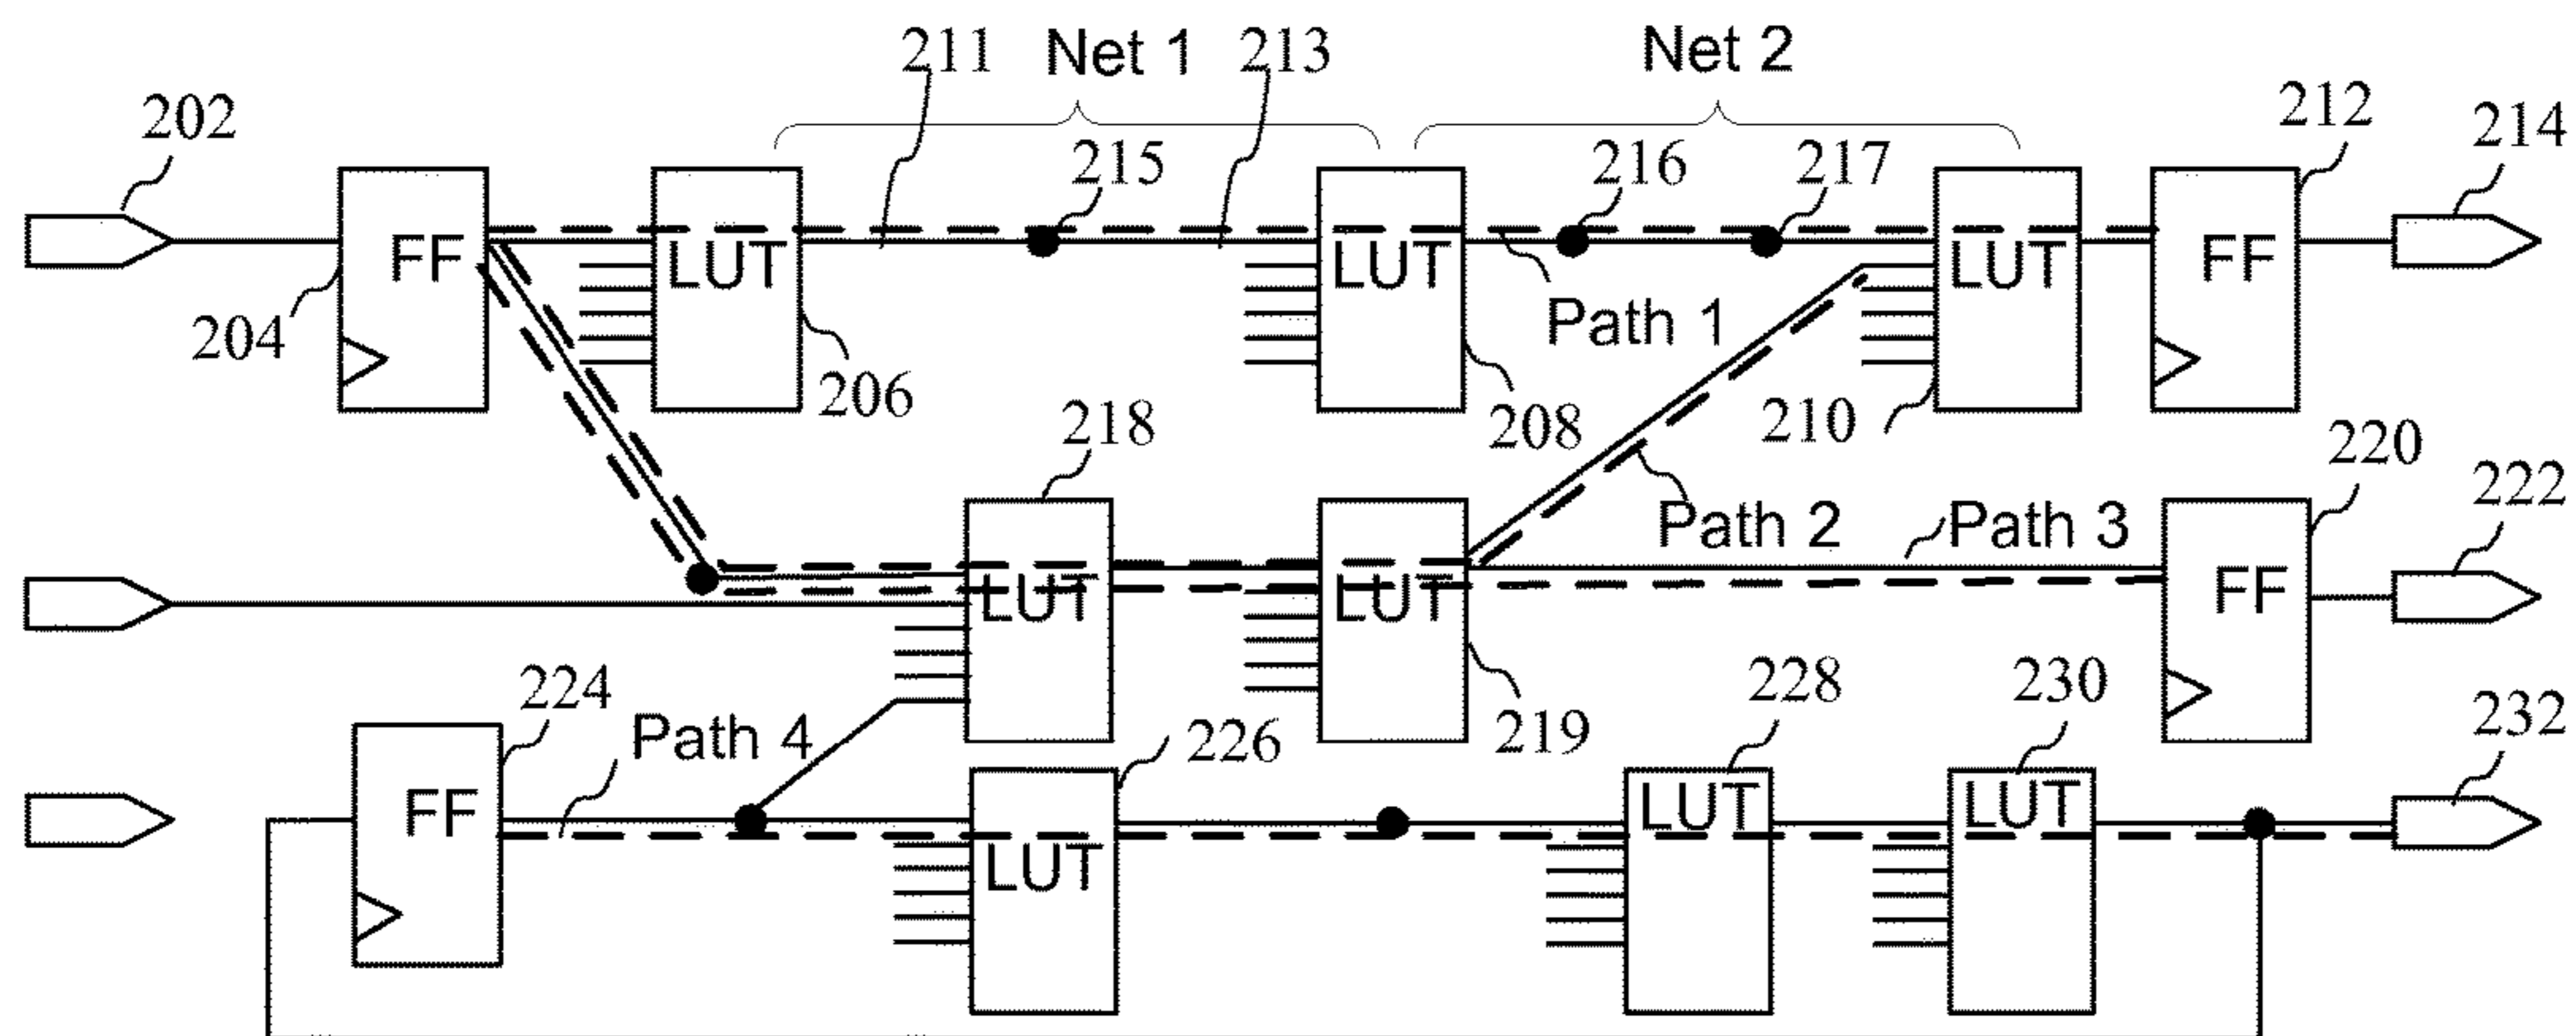 211 Net 1 213 Net 2
202 215 216 217 212 214
FF LUT LUT LUT FF
204 206 208 Path 1 210
218 220 222
Path 2 Path 3
LUT LUT FF
224 Path 4 226 219 228 230 232
FF LUT LUT LUT